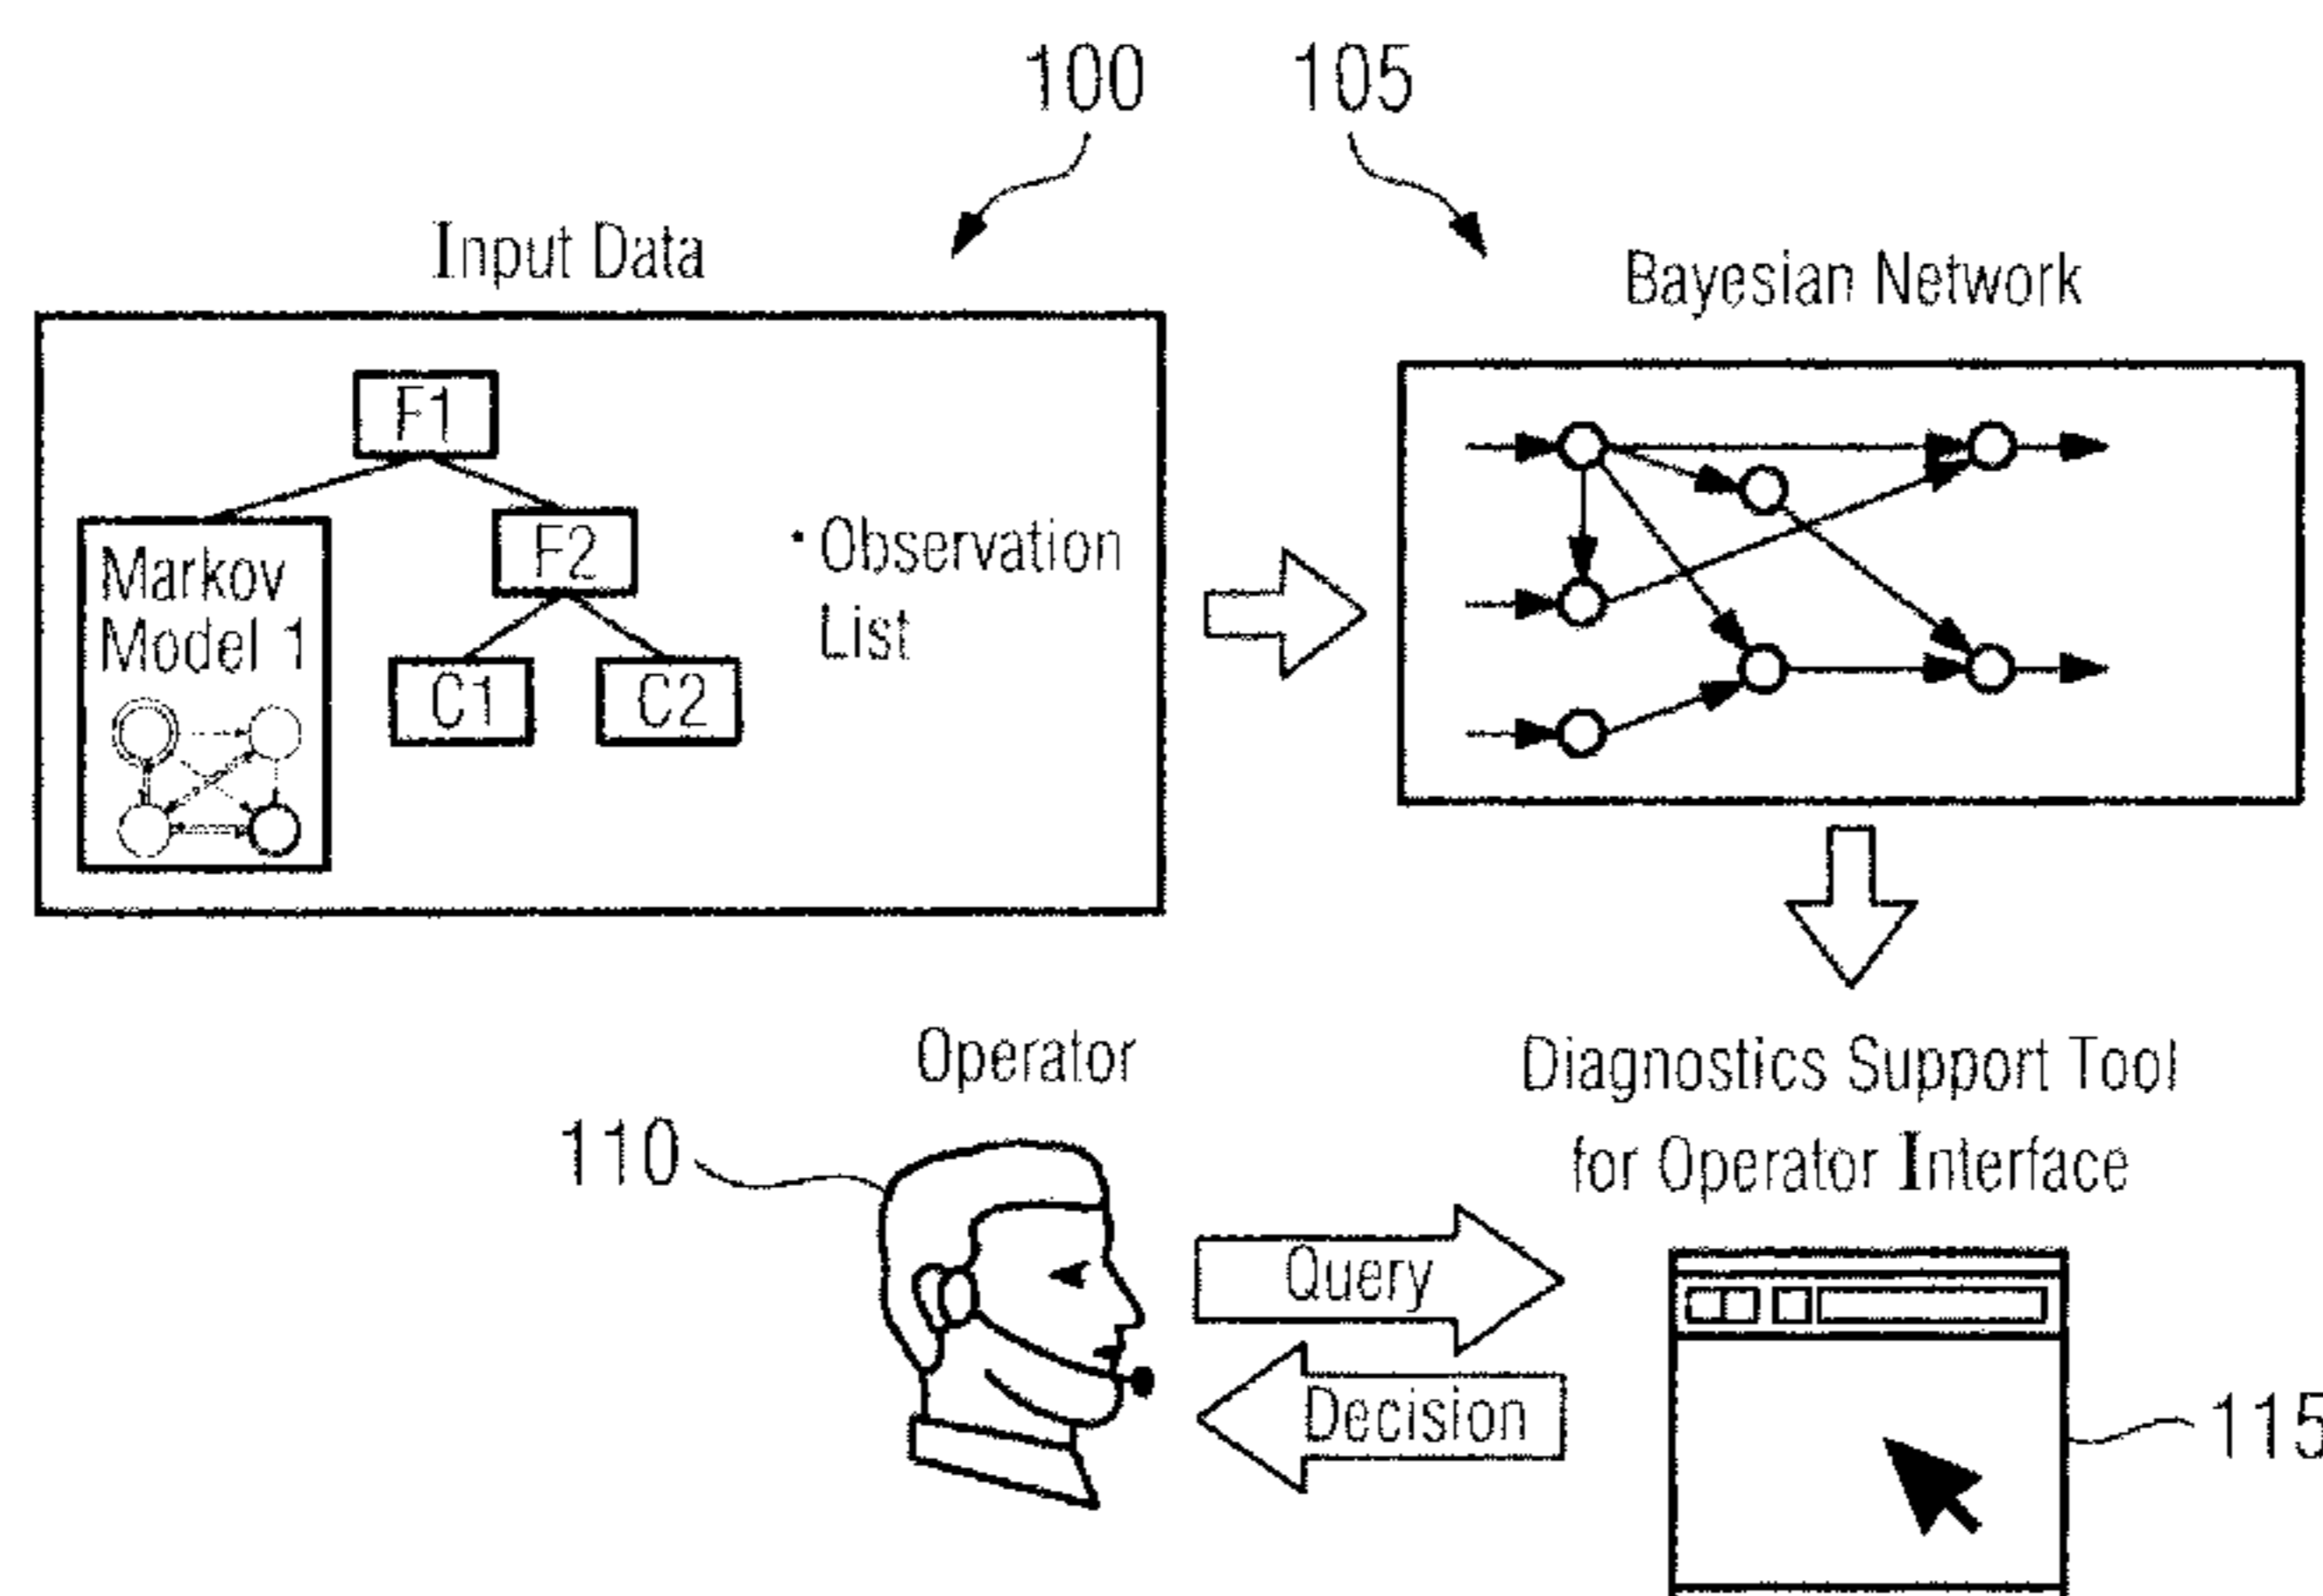 100
105
Input Data
Bayesian Network
F1
F2
Markov
Model 1
C1
C2
• Observation
List
Operator
110
Diagnostics Support Tool
for Operator Interface
Query
Decision
115